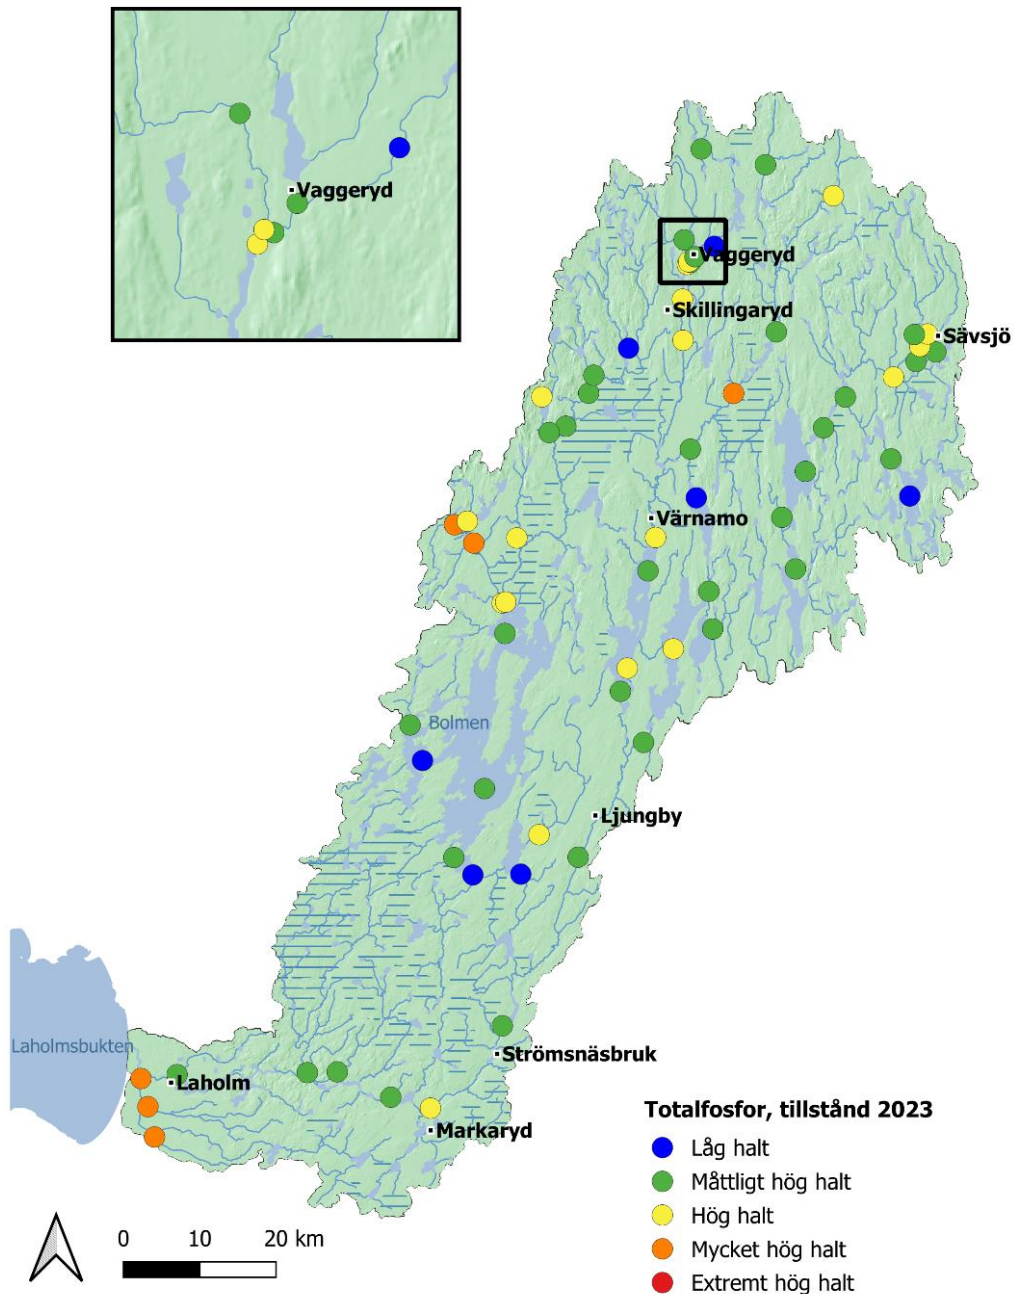 Vaggeryd
Vaggeryd
Skillingaryd
Sävsjö
Värnamo
Bolmen
Ljungby
Laholmsbukten
Strömsnäsbruk
Laholm
Markaryd
Totalfosfor, tillstånd 2023
Låg halt
Måttligt hög halt
Hög halt
Mycket hög halt
Extremt hög halt
0 10 20 km